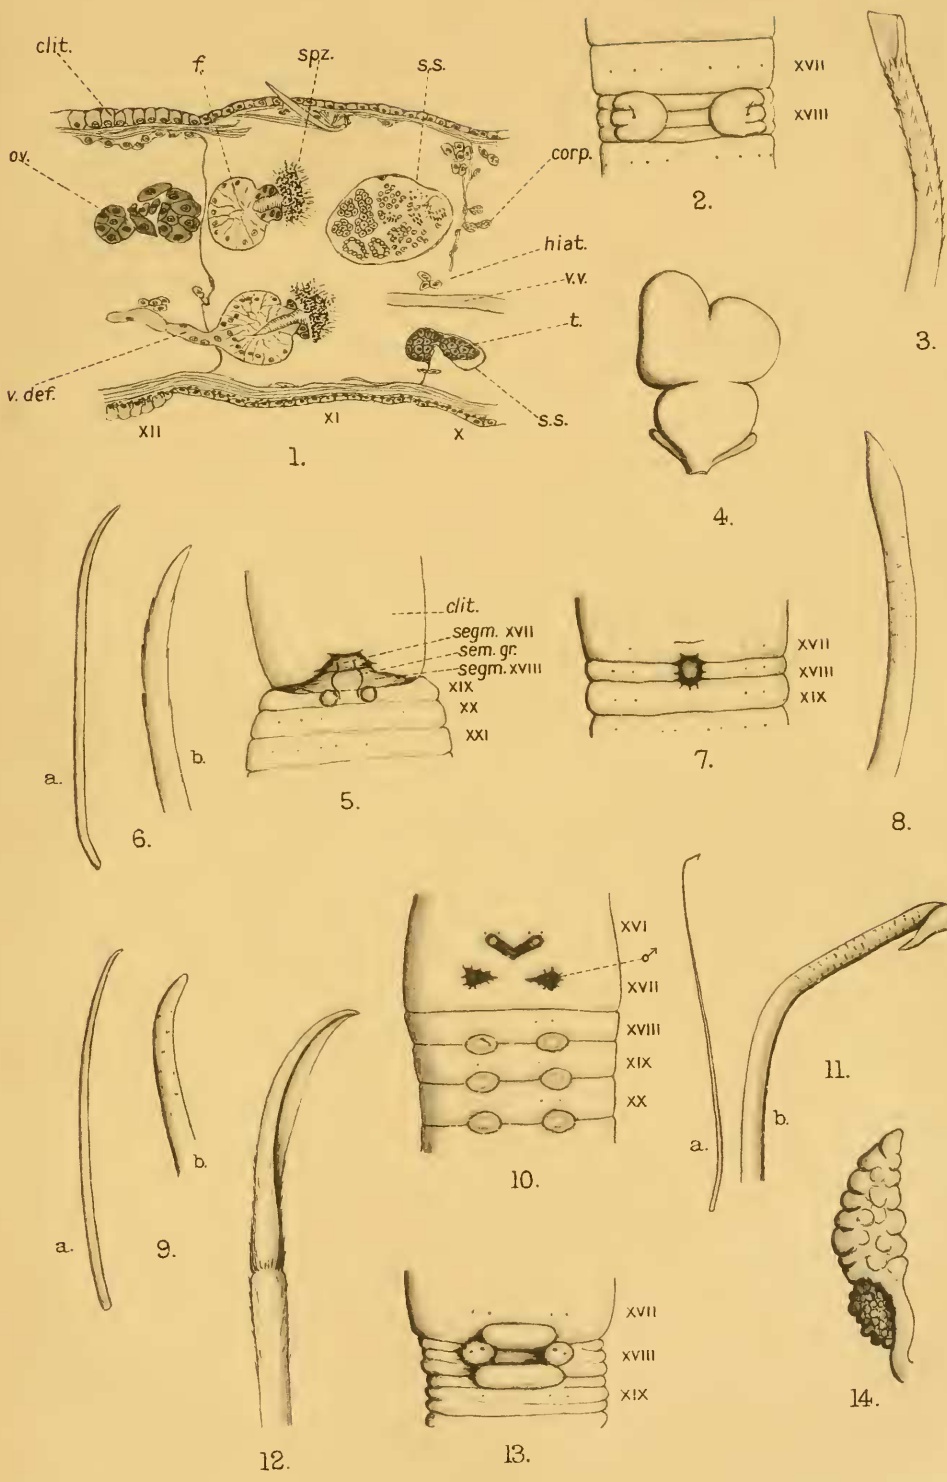 clit.
f.
spz.
s.s.
ov.
corp.
hiat.
v.v.
t.
v. def.
s.s.
XII
XI
X
1.
XVII
XVIII
2.
3.
4.
a.
b.
6.
clit.
segm. XVII
sem. gr.
segm. XVIII
XIX
XX
XXI
5.
XVII
XVIII
XIX
7.
8.
a.
b.
9.
12.
XVI
♂
XVII
XVIII
XIX
XX
10.
a.
b.
11.
XVII
XVIII
XIX
13.
14.